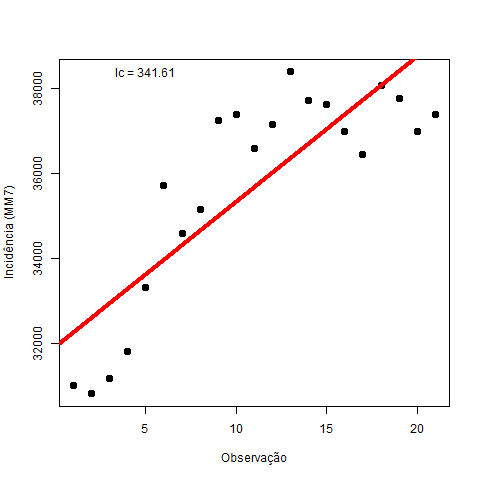 Ic = 341.61
38000
36000
34000
32000
Incidência (MM7)
5 10 15 20
Observação